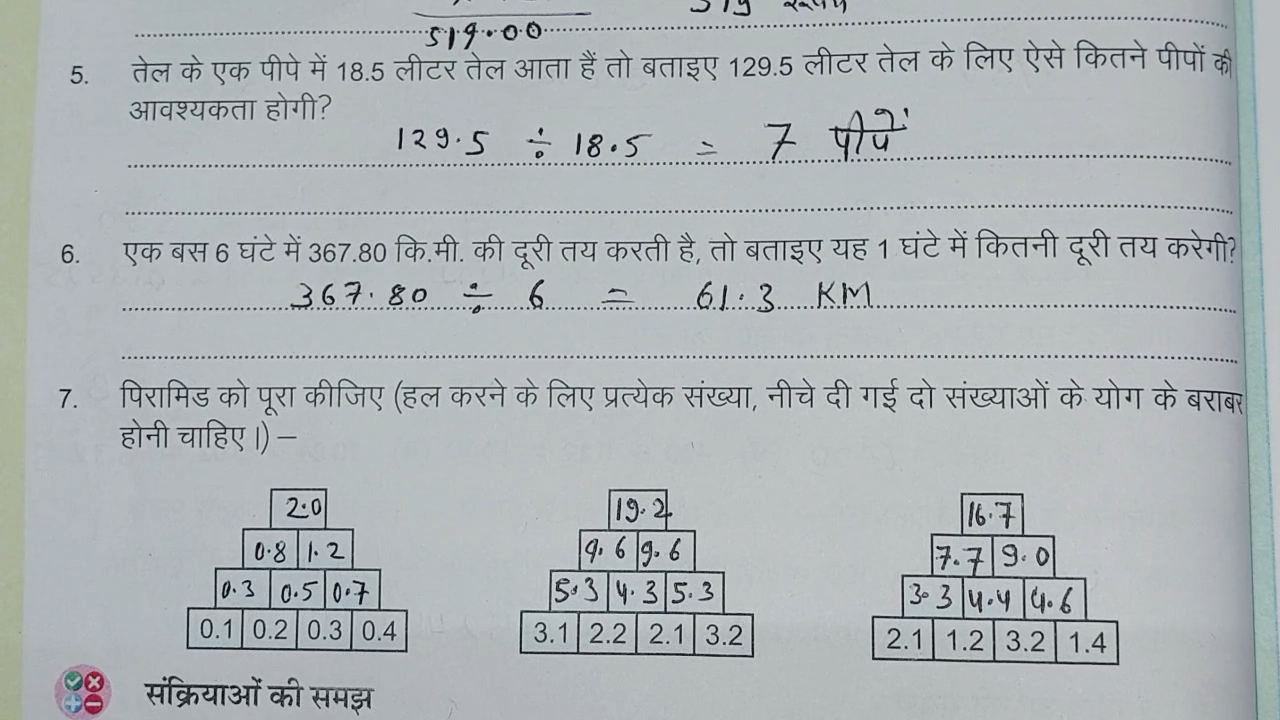 519.00
5. तेल के एक पीपे में 18.5 लीटर तेल आता हैं तो बताइए 129.5 लीटर तेल के लिए ऐसे कितने पीपों की
आवश्यकता होगी?
129.5 ÷ 18.5 = 7 पीपें
6. एक बस 6 घंटे में 367.80 कि.मी. की दूरी तय करती है, तो बताइए यह 1 घंटे में कितनी दूरी तय करेगी?
367.80 ÷ 6 = 61.3 KM
7. पिरामिड को पूरा कीजिए (हल करने के लिए प्रत्येक संख्या, नीचे दी गई दो संख्याओं के योग के बराबर
होनी चाहिए।) –
2.0
0.8 1.2
0.3 0.5 0.7
0.1 0.2 0.3 0.4
19.2
9.6 9.6
5.3 4.3 5.3
3.1 2.2 2.1 3.2
16.7
7.7 9.0
3.3 4.4 4.6
2.1 1.2 3.2 1.4
संक्रियाओं की समझ